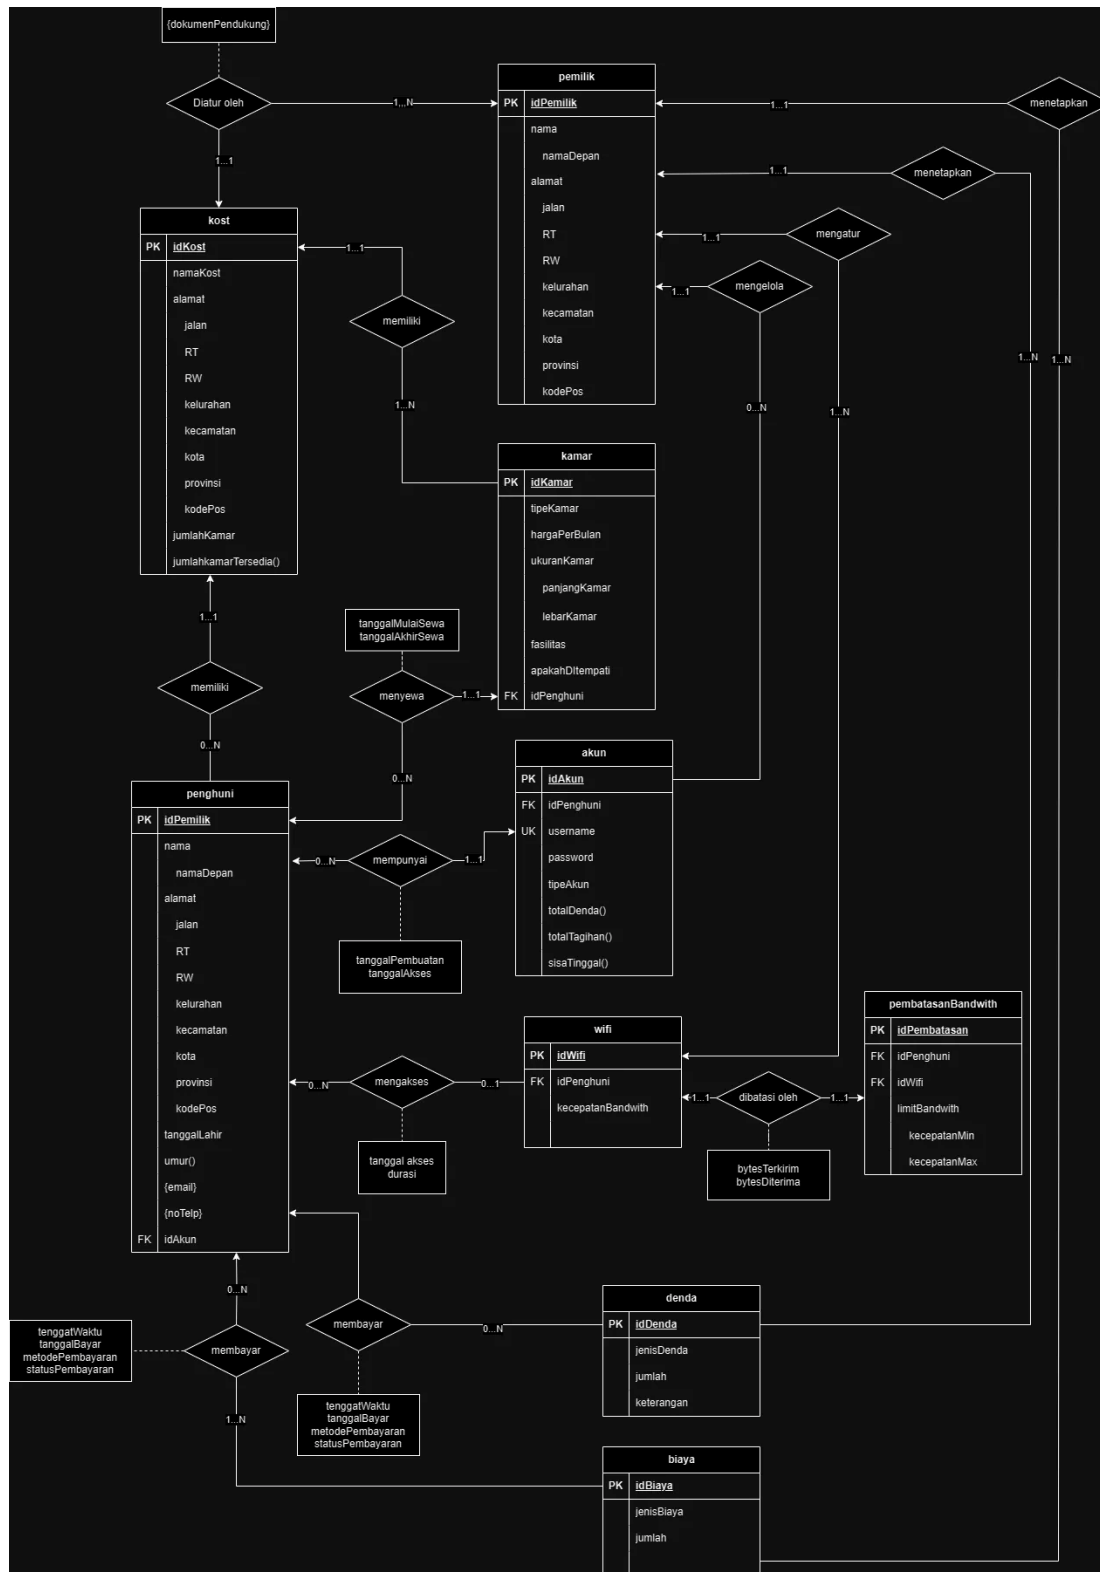 {dokumenPendukung}
Diatur oleh
1...N
1...1
pemilik
PK idPemilik
nama
namaDepan
alamat
jalan
RT
RW
kelurahan
kecamatan
kota
provinsi
kodePos
1...1
menetapkan
1...N
1...1
menetapkan
1...N
1...1
mengatur
1...N
1...1
mengelola
0...N
kost
PK idKost
namaKost
alamat
jalan
RT
RW
kelurahan
kecamatan
kota
provinsi
kodePos
jumlahKamar
jumlahkamarTersedia()
1...1
memiliki
1...N
kamar
PK idKamar
tipeKamar
hargaPerBulan
ukuranKamar
panjangKamar
lebarKamar
fasilitas
apakahDItempati
FK idPenghuni
1...1
memiliki
0...N
tanggalMulaiSewa
tanggalAkhirSewa
menyewa
1...1
0...N
akun
PK idAkun
FK idPenghuni
UK username
password
tipeAkun
totalDenda()
totalTagihan()
sisaTinggal()
penghuni
PK idPemilik
nama
namaDepan
alamat
jalan
RT
RW
kelurahan
kecamatan
kota
provinsi
kodePos
tanggalLahir
umur()
{email}
{noTelp}
FK idAkun
0...N
mempunyai
1...1
tanggalPembuatan
tanggalAkses
wifi
PK idWifi
FK idPenghuni
kecepatanBandwith
0...N
mengakses
0...1
tanggal akses
durasi
1...1
dibatasi oleh
1...1
bytesTerkirim
bytesDiterima
pembatasanBandwith
PK idPembatasan
FK idPenghuni
FK idWifi
limitBandwith
kecepatanMin
kecepatanMax
0...N
membayar
1...N
tenggatWaktu
tanggalBayar
metodePembayaran
statusPembayaran
membayar
0...N
tenggatWaktu
tanggalBayar
metodePembayaran
statusPembayaran
denda
PK idDenda
jenisDenda
jumlah
keterangan
biaya
PK idBiaya
jenisBiaya
jumlah